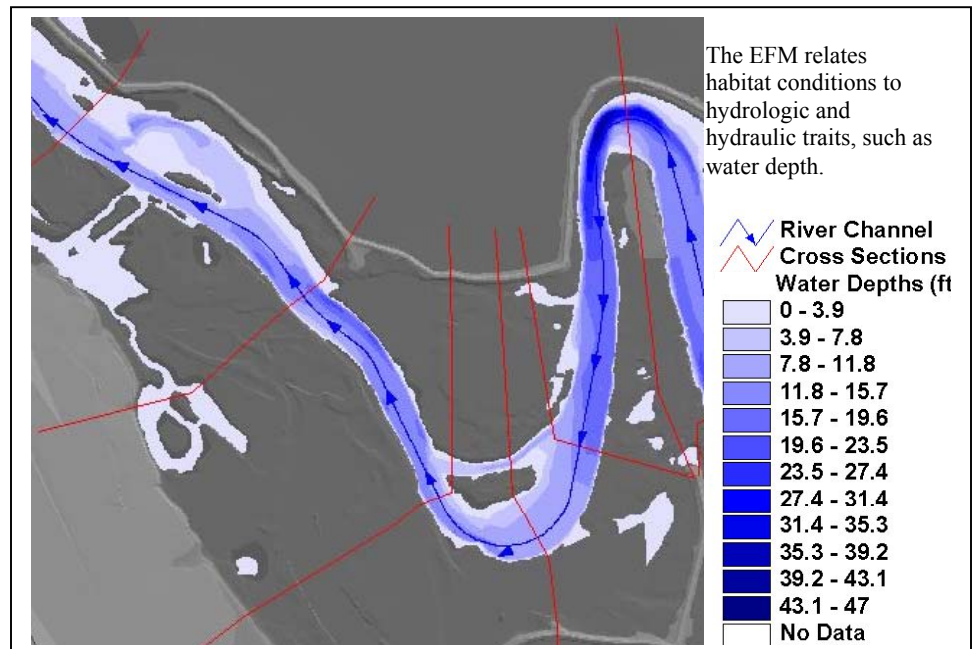 The EFM relates
habitat conditions to
hydrologic and
hydraulic traits, such as
water depth.
River Channel
Cross Sections
Water Depths (ft
0 - 3.9
3.9 - 7.8
7.8 - 11.8
11.8 - 15.7
15.7 - 19.6
19.6 - 23.5
23.5 - 27.4
27.4 - 31.4
31.4 - 35.3
35.3 - 39.2
39.2 - 43.1
43.1 - 47
No Data